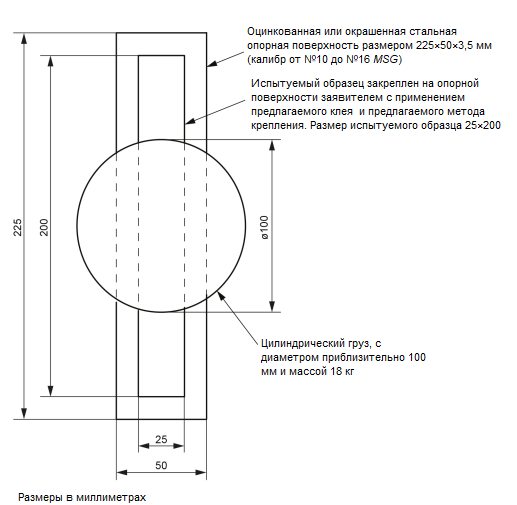 Оцинкованная или окрашенная стальная
опорная поверхность размером 225×50×3,5 мм
(калибр от №10 до №16 MSG)
Испытуемый образец закреплен на опорной
поверхности заявителем с применением
предлагаемого клея и предлагаемого метода
крепления. Размер испытуемого образца 25×200
225
200
ø100
Цилиндрический груз, с
диаметром приблизительно 100
мм и массой 18 кг
25
50
Размеры в миллиметрах